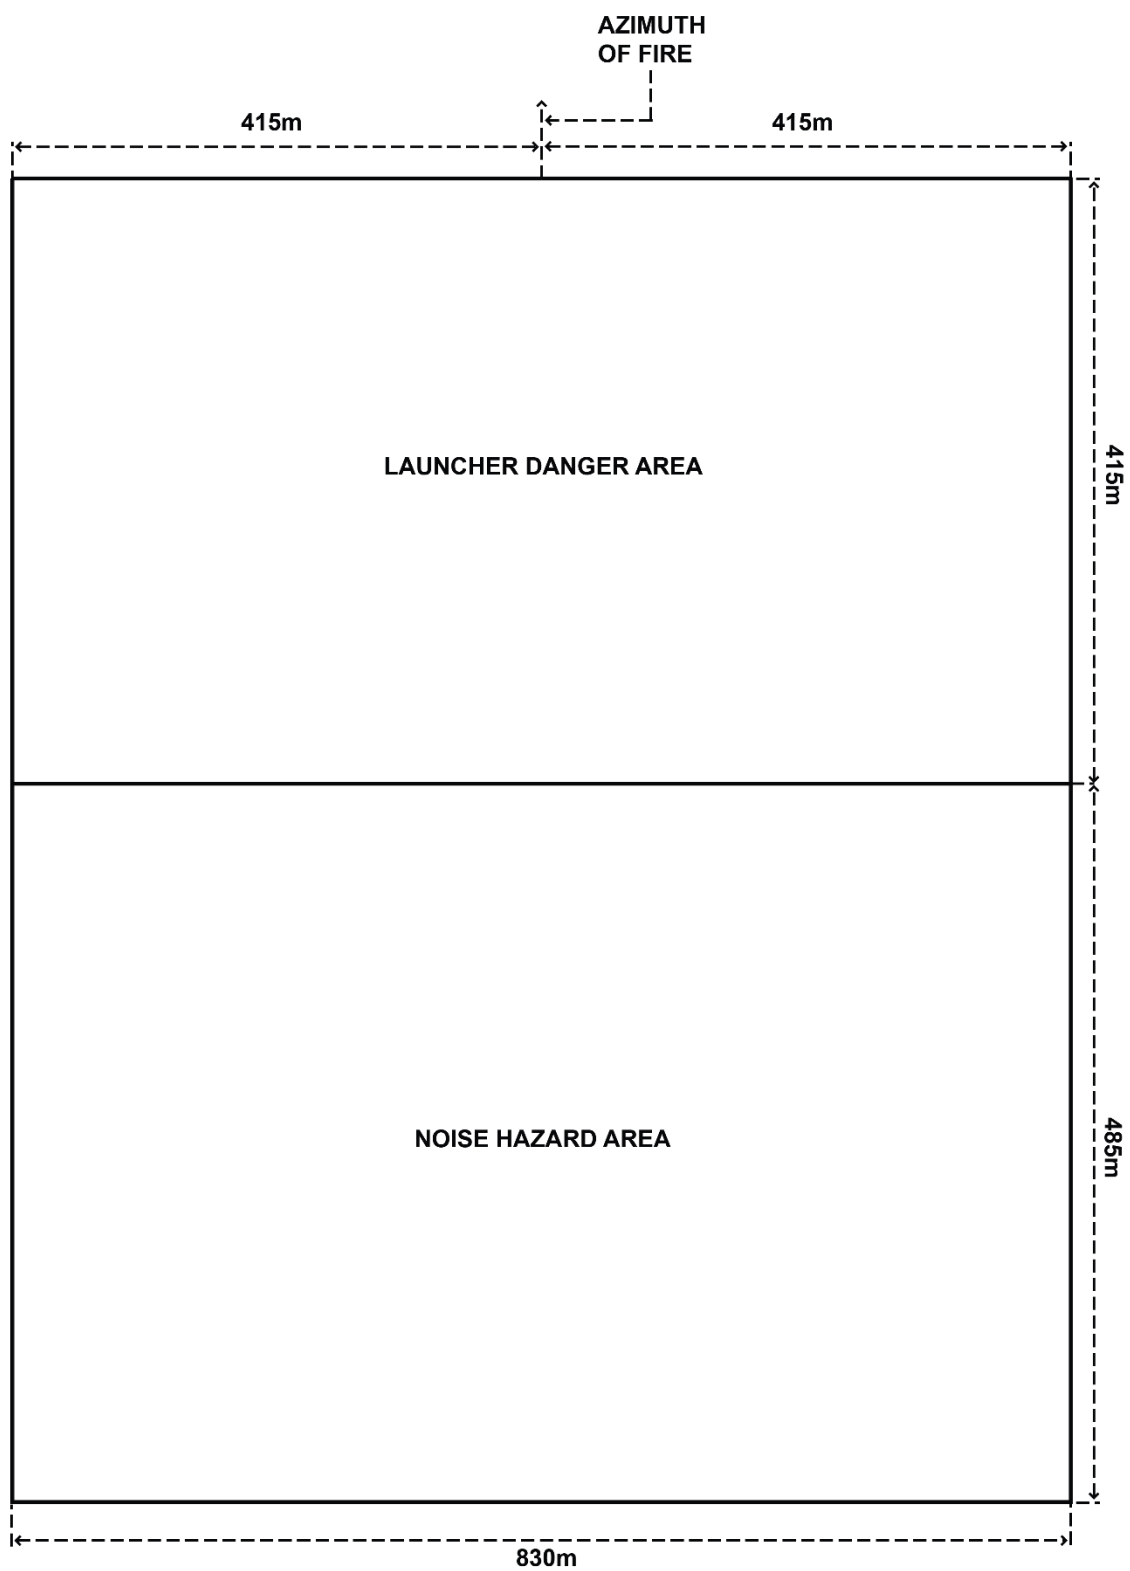 AZIMUTH
OF FIRE
415m
415m
LAUNCHER DANGER AREA
415m
NOISE HAZARD AREA
485m
830m